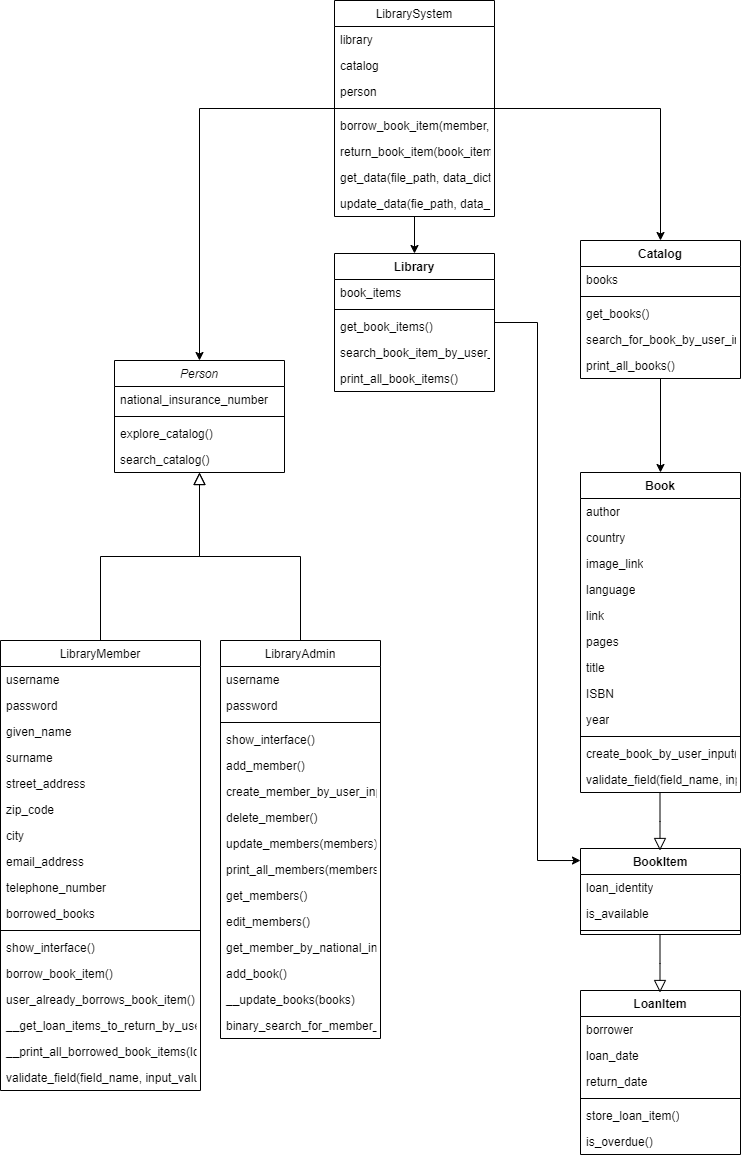 LibrarySystem
library
catalog
person
borrow_book_item(member,
return_book_item(book_item
get_data(file_path, data_dict
update_data(fie_path, data_
Library
book_items
get_book_items()
search_book_item_by_user_
print_all_book_items()
Catalog
books
get_books()
search_for_book_by_user_i
print_all_books()
Person
national_insurance_number
explore_catalog()
search_catalog()
Book
author
country
image_link
language
link
pages
title
ISBN
year
create_book_by_user_input(
validate_field(field_name, inp
LibraryMember
username
password
given_name
surname
street_address
zip_code
city
email_address
telephone_number
borrowed_books
show_interface()
borrow_book_item()
user_already_borrows_book_item()
__get_loan_items_to_return_by_use
__print_all_borrowed_book_items(lo
validate_field(field_name, input_valu
LibraryAdmin
username
password
show_interface()
add_member()
create_member_by_user_inp
delete_member()
update_members(members)
print_all_members(members
get_members()
edit_members()
get_member_by_national_in
add_book()
__update_books(books)
binary_search_for_member_
BookItem
loan_identity
is_available
LoanItem
borrower
loan_date
return_date
store_loan_item()
is_overdue()